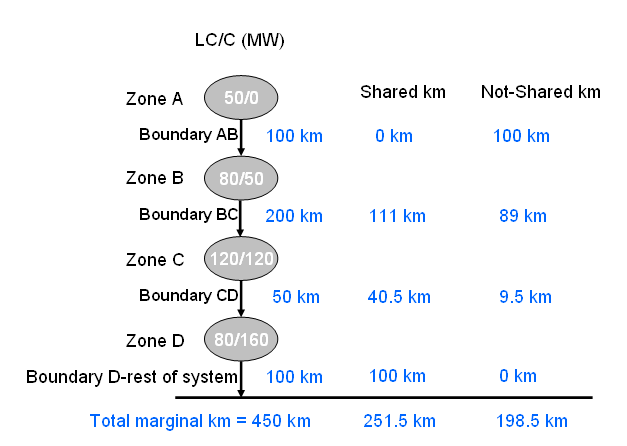 LC/C (MW)
Shared km Not-Shared km
Zone A 50/0
Boundary AB 100 km 0 km 100 km
Zone B 80/50
Boundary BC 200 km 111 km 89 km
Zone C 120/120
Boundary CD 50 km 40.5 km 9.5 km
Zone D 80/160
Boundary D-rest of system 100 km 100 km 0 km
Total marginal km = 450 km 251.5 km 198.5 km